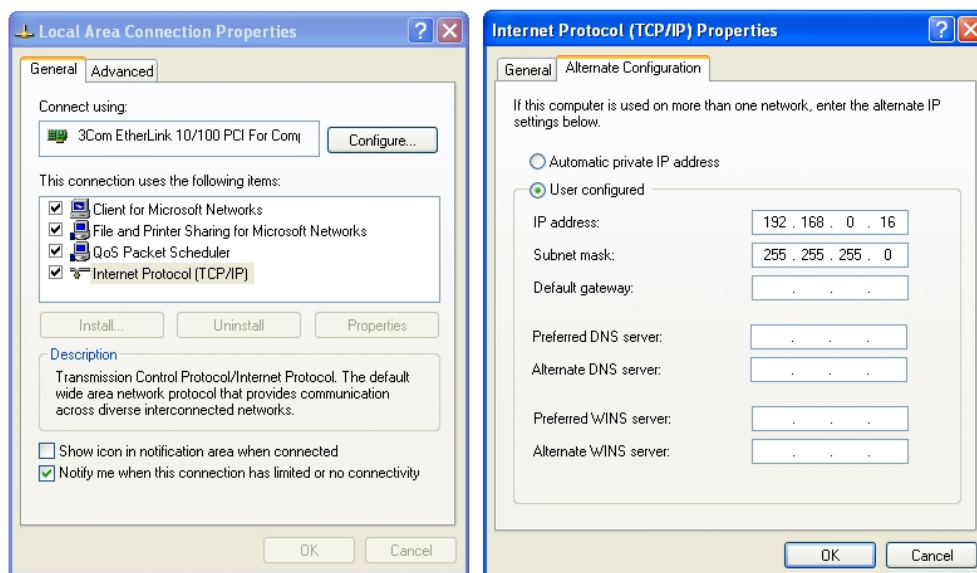 Local Area Connection Properties
General
Advanced
Connect using:
3Com EtherLink 10/100 PCI For Comp
Configure...
This connection uses the following items:
Client for Microsoft Networks
File and Printer Sharing for Microsoft Networks
QoS Packet Scheduler
Internet Protocol (TCP/IP)
Install...
Uninstall
Properties
Description
Transmission Control Protocol/Internet Protocol. The default
wide area network protocol that provides communication
across diverse interconnected networks.
Show icon in notification area when connected
Notify me when this connection has limited or no connectivity
OK
Cancel
Internet Protocol (TCP/IP) Properties
General
Alternate Configuration
If this computer is used on more than one network, enter the alternate IP
settings below.
Automatic private IP address
User configured
IP address: 192 . 168 . 0 . 16
Subnet mask: 255 . 255 . 255 . 0
Default gateway: . . .
Preferred DNS server: . . .
Alternate DNS server: . . .
Preferred WINS server: . . .
Alternate WINS server: . . .
OK
Cancel